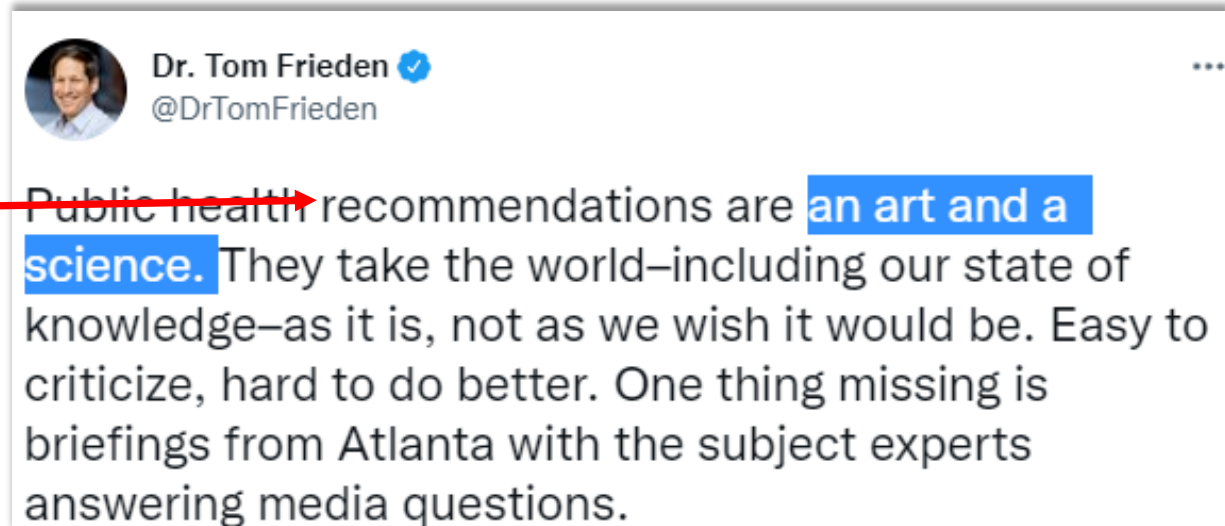 Dr. Tom Frieden
@DrTomFrieden
Public health recommendations are an art and a
science. They take the world–including our state of
knowledge–as it is, not as we wish it would be. Easy to
criticize, hard to do better. One thing missing is
briefings from Atlanta with the subject experts
answering media questions.